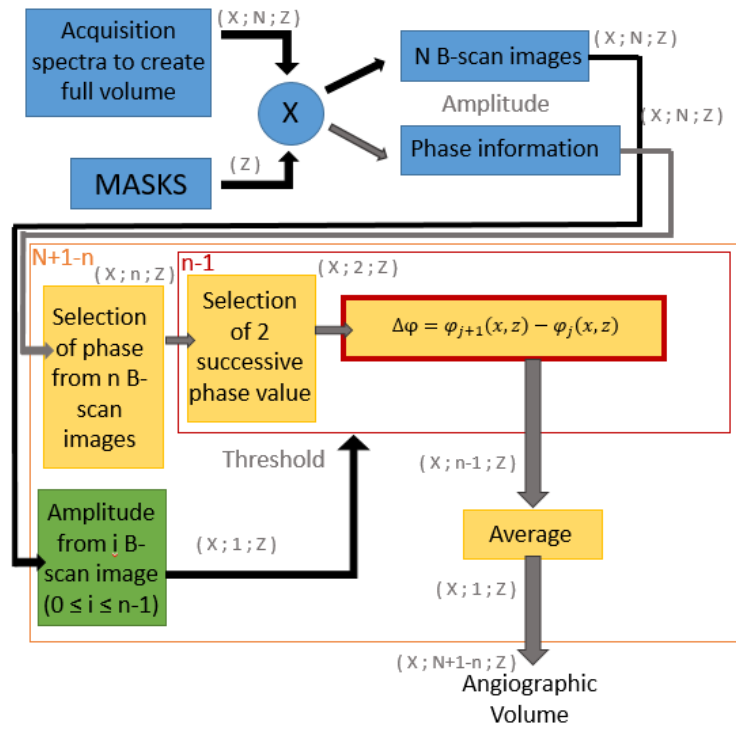 ( X ; N ; Z )
Acquisition
spectra to create
full volume
X
( Z )
MASKS
N B-scan images
( X ; N ; Z )
Amplitude
( X ; N ; Z )
Phase information
N+1-n
( X ; n ; Z )
Selection
of phase
from n B-
scan
images
n-1
Selection
of 2
successive
phase value
( X ; 2 ; Z )
Δφ = φj+1(x, z) − φj(x, z)
Threshold
( X ; n-1 ; Z )
Amplitude
from i B-
scan image
(0 ≤ i ≤ n-1)
( X ; 1 ; Z )
Average
( X ; 1 ; Z )
( X ; N+1-n ; Z )
Angiographic
Volume